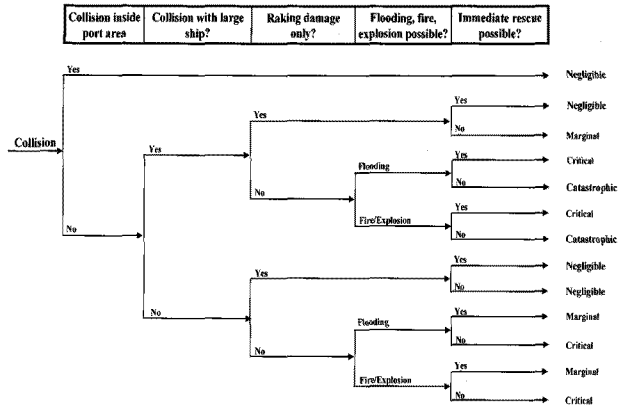 Collision inside
port area
Collision with large
ship?
Raking damage
only?
Flooding, fire,
explosion possible?
Immediate rescue
possible?
Yes
Negligible
Yes
Negligible
Yes
No
Marginal
Collision
Yes
Yes
Critical
Flooding
No
No
Catastrophic
Yes
Critical
Fire/Explosion
No
No
Catastrophic
Yes
Negligible
Yes
No
Negligible
No
Yes
Marginal
Flooding
No
Critical
No
Yes
Marginal
Fire/Explosion
No
Critical